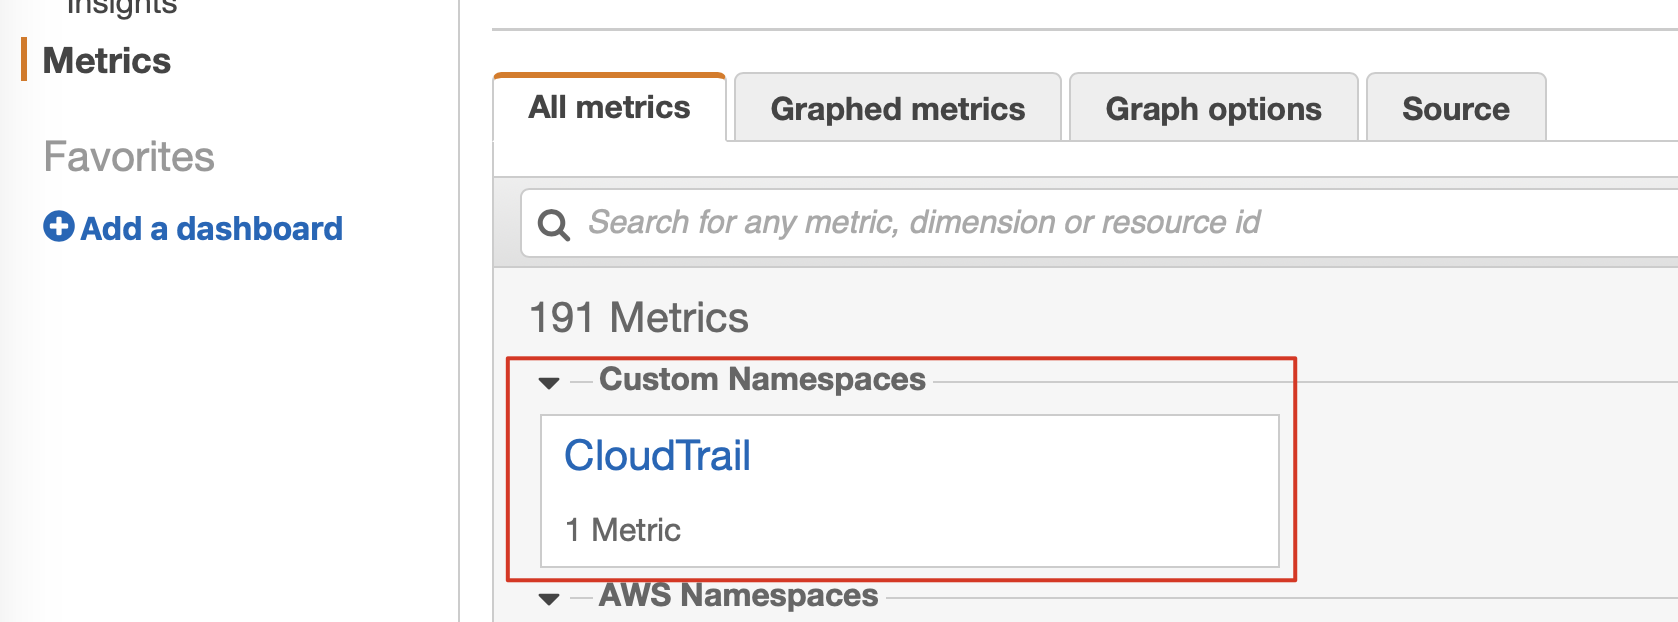 Insights
Metrics
Favorites
Add a dashboard
All metrics
Graphed metrics
Graph options
Source
Search for any metric, dimension or resource id
191 Metrics
Custom Namespaces
CloudTrail
1 Metric
AWS Namespaces